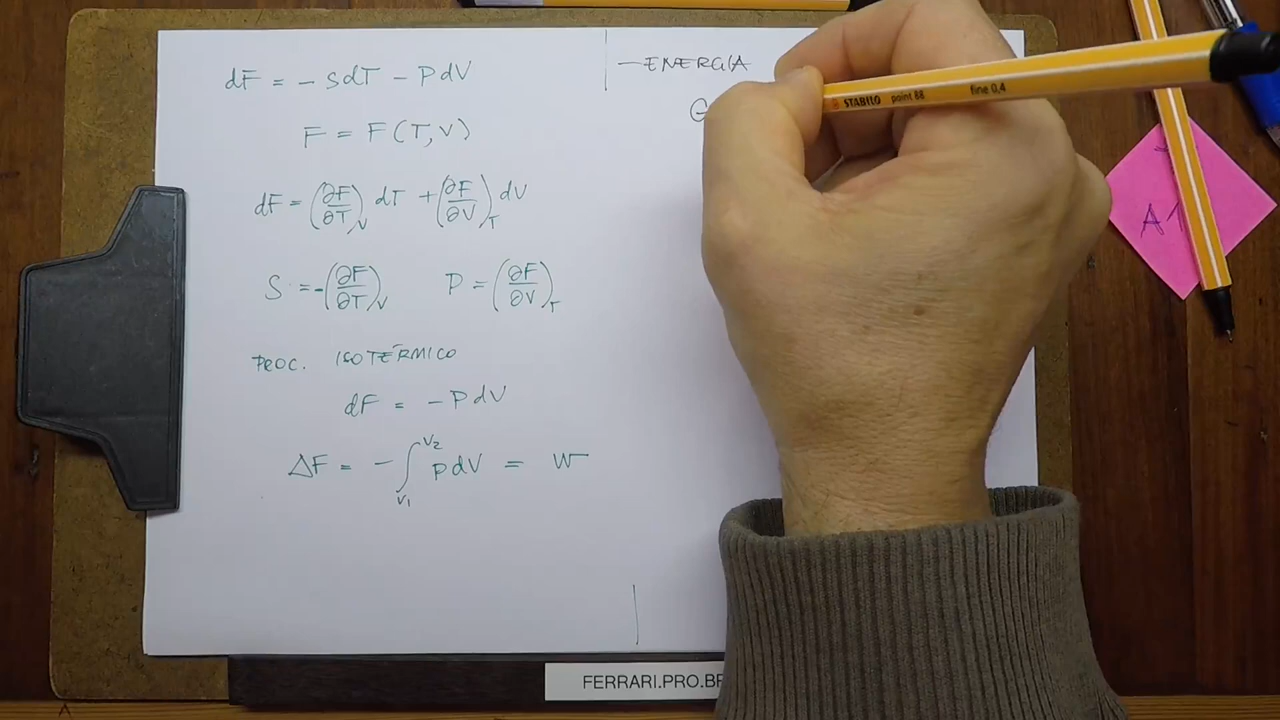 dF = - SdT - PdV
F = F(T,V)
dF = (∂F/∂T)_V dT + (∂F/∂V)_T dV
S = -(∂F/∂T)_V P = (∂F/∂V)_T
PROC. ISOTÉRMICO
dF = - PdV
ΔF = - ∫_{V1}^{V2} pdV = W
- ENERGIA
G
STABILO point 88 fine 0,4
A1
FERRARI.PRO.B